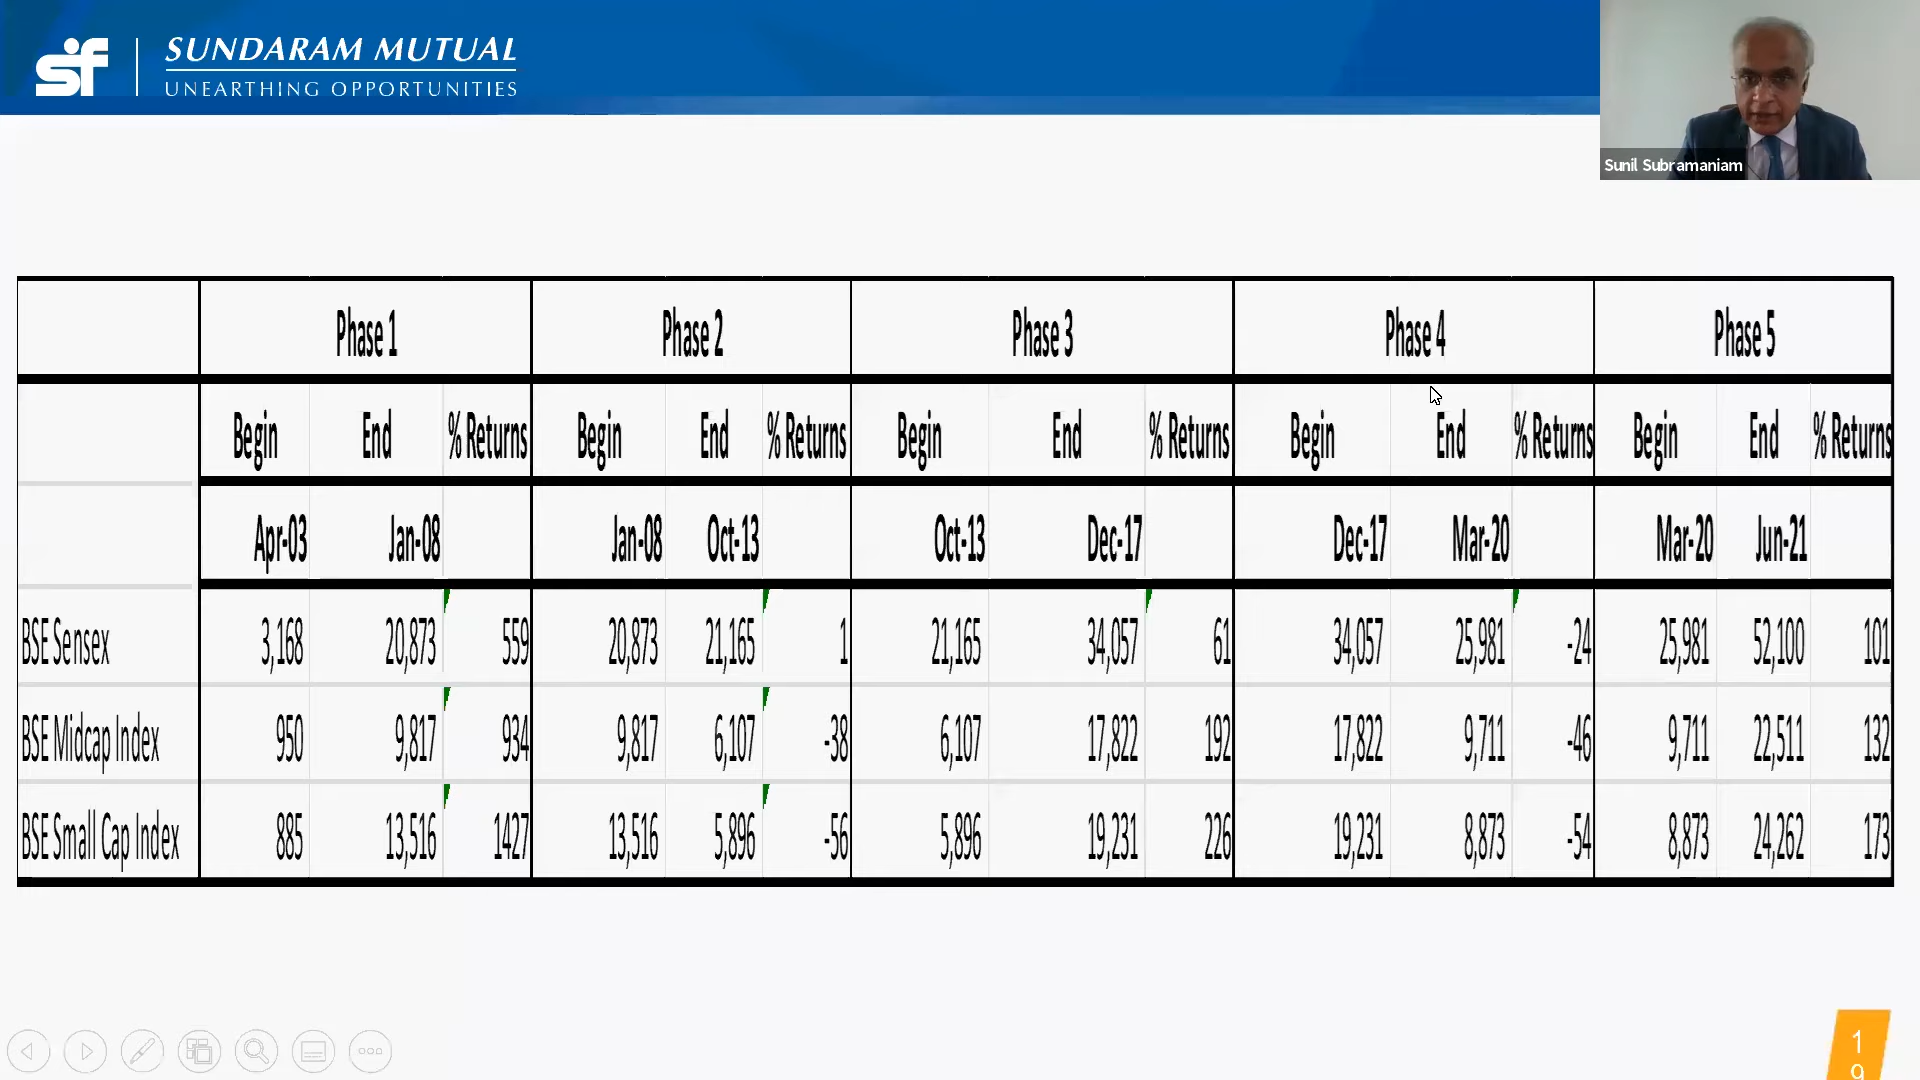 SUNDARAM MUTUAL
UNEARTHING OPPORTUNITIES
Sunil Subramaniam
Phase 1 Phase 2 Phase 3 Phase 4 Phase 5
Begin End % Returns Begin End % Returns Begin End % Returns Begin End % Returns Begin End % Returns
Apr-03 Jan-08 Jan-08 Oct-13 Oct-13 Dec-17 Dec-17 Mar-20 Mar-20 Jun-21
BSE Sensex 3,168 20,873 559 20,873 21,165 1 21,165 34,057 61 34,057 25,981 -24 25,981 52,100 101
BSE Midcap Index 950 9,817 934 9,817 6,107 -38 6,107 17,822 192 17,822 9,711 -46 9,711 22,511 132
BSE Small Cap Index 885 13,516 1427 13,516 5,896 -56 5,896 19,231 226 19,231 8,873 -54 8,873 24,262 173
1
9